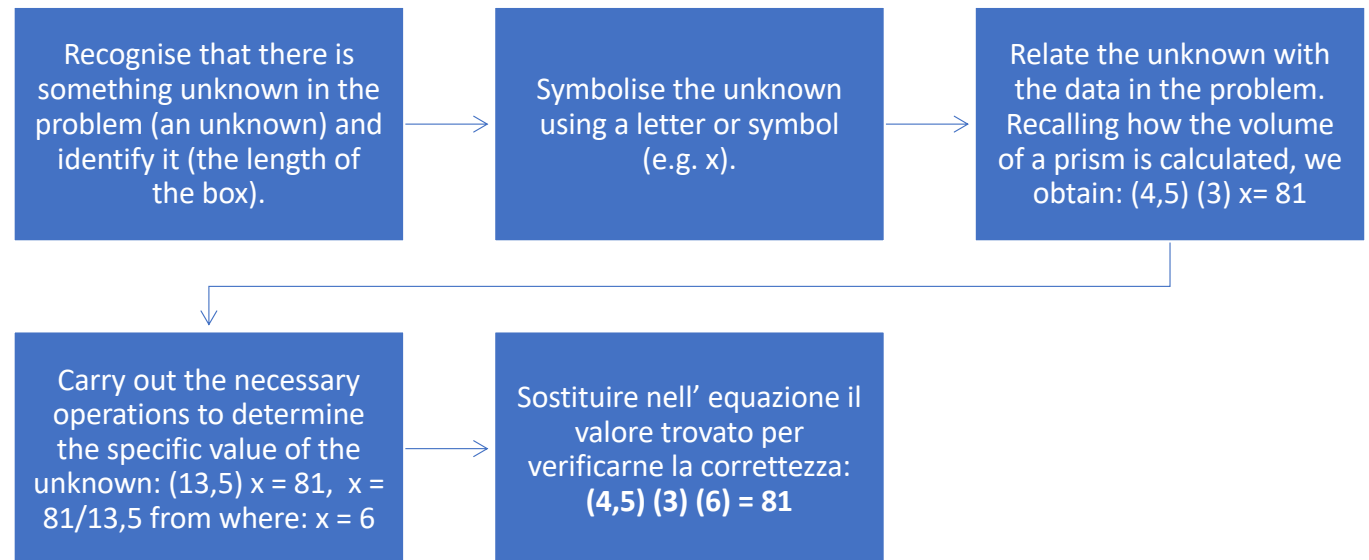 Recognise that there is
something unknown in the
problem (an unknown) and
identify it (the length of
the box).
Symbolise the unknown
using a letter or symbol
(e.g. x).
Relate the unknown with
the data in the problem.
Recalling how the volume
of a prism is calculated, we
obtain: (4,5) (3) x= 81
Carry out the necessary
operations to determine
the specific value of the
unknown: (13,5) x = 81,  x =
81/13,5 from where: x = 6
Sostituire nell’ equazione il
valore trovato per
verificarne la correttezza:
(4,5) (3) (6) = 81